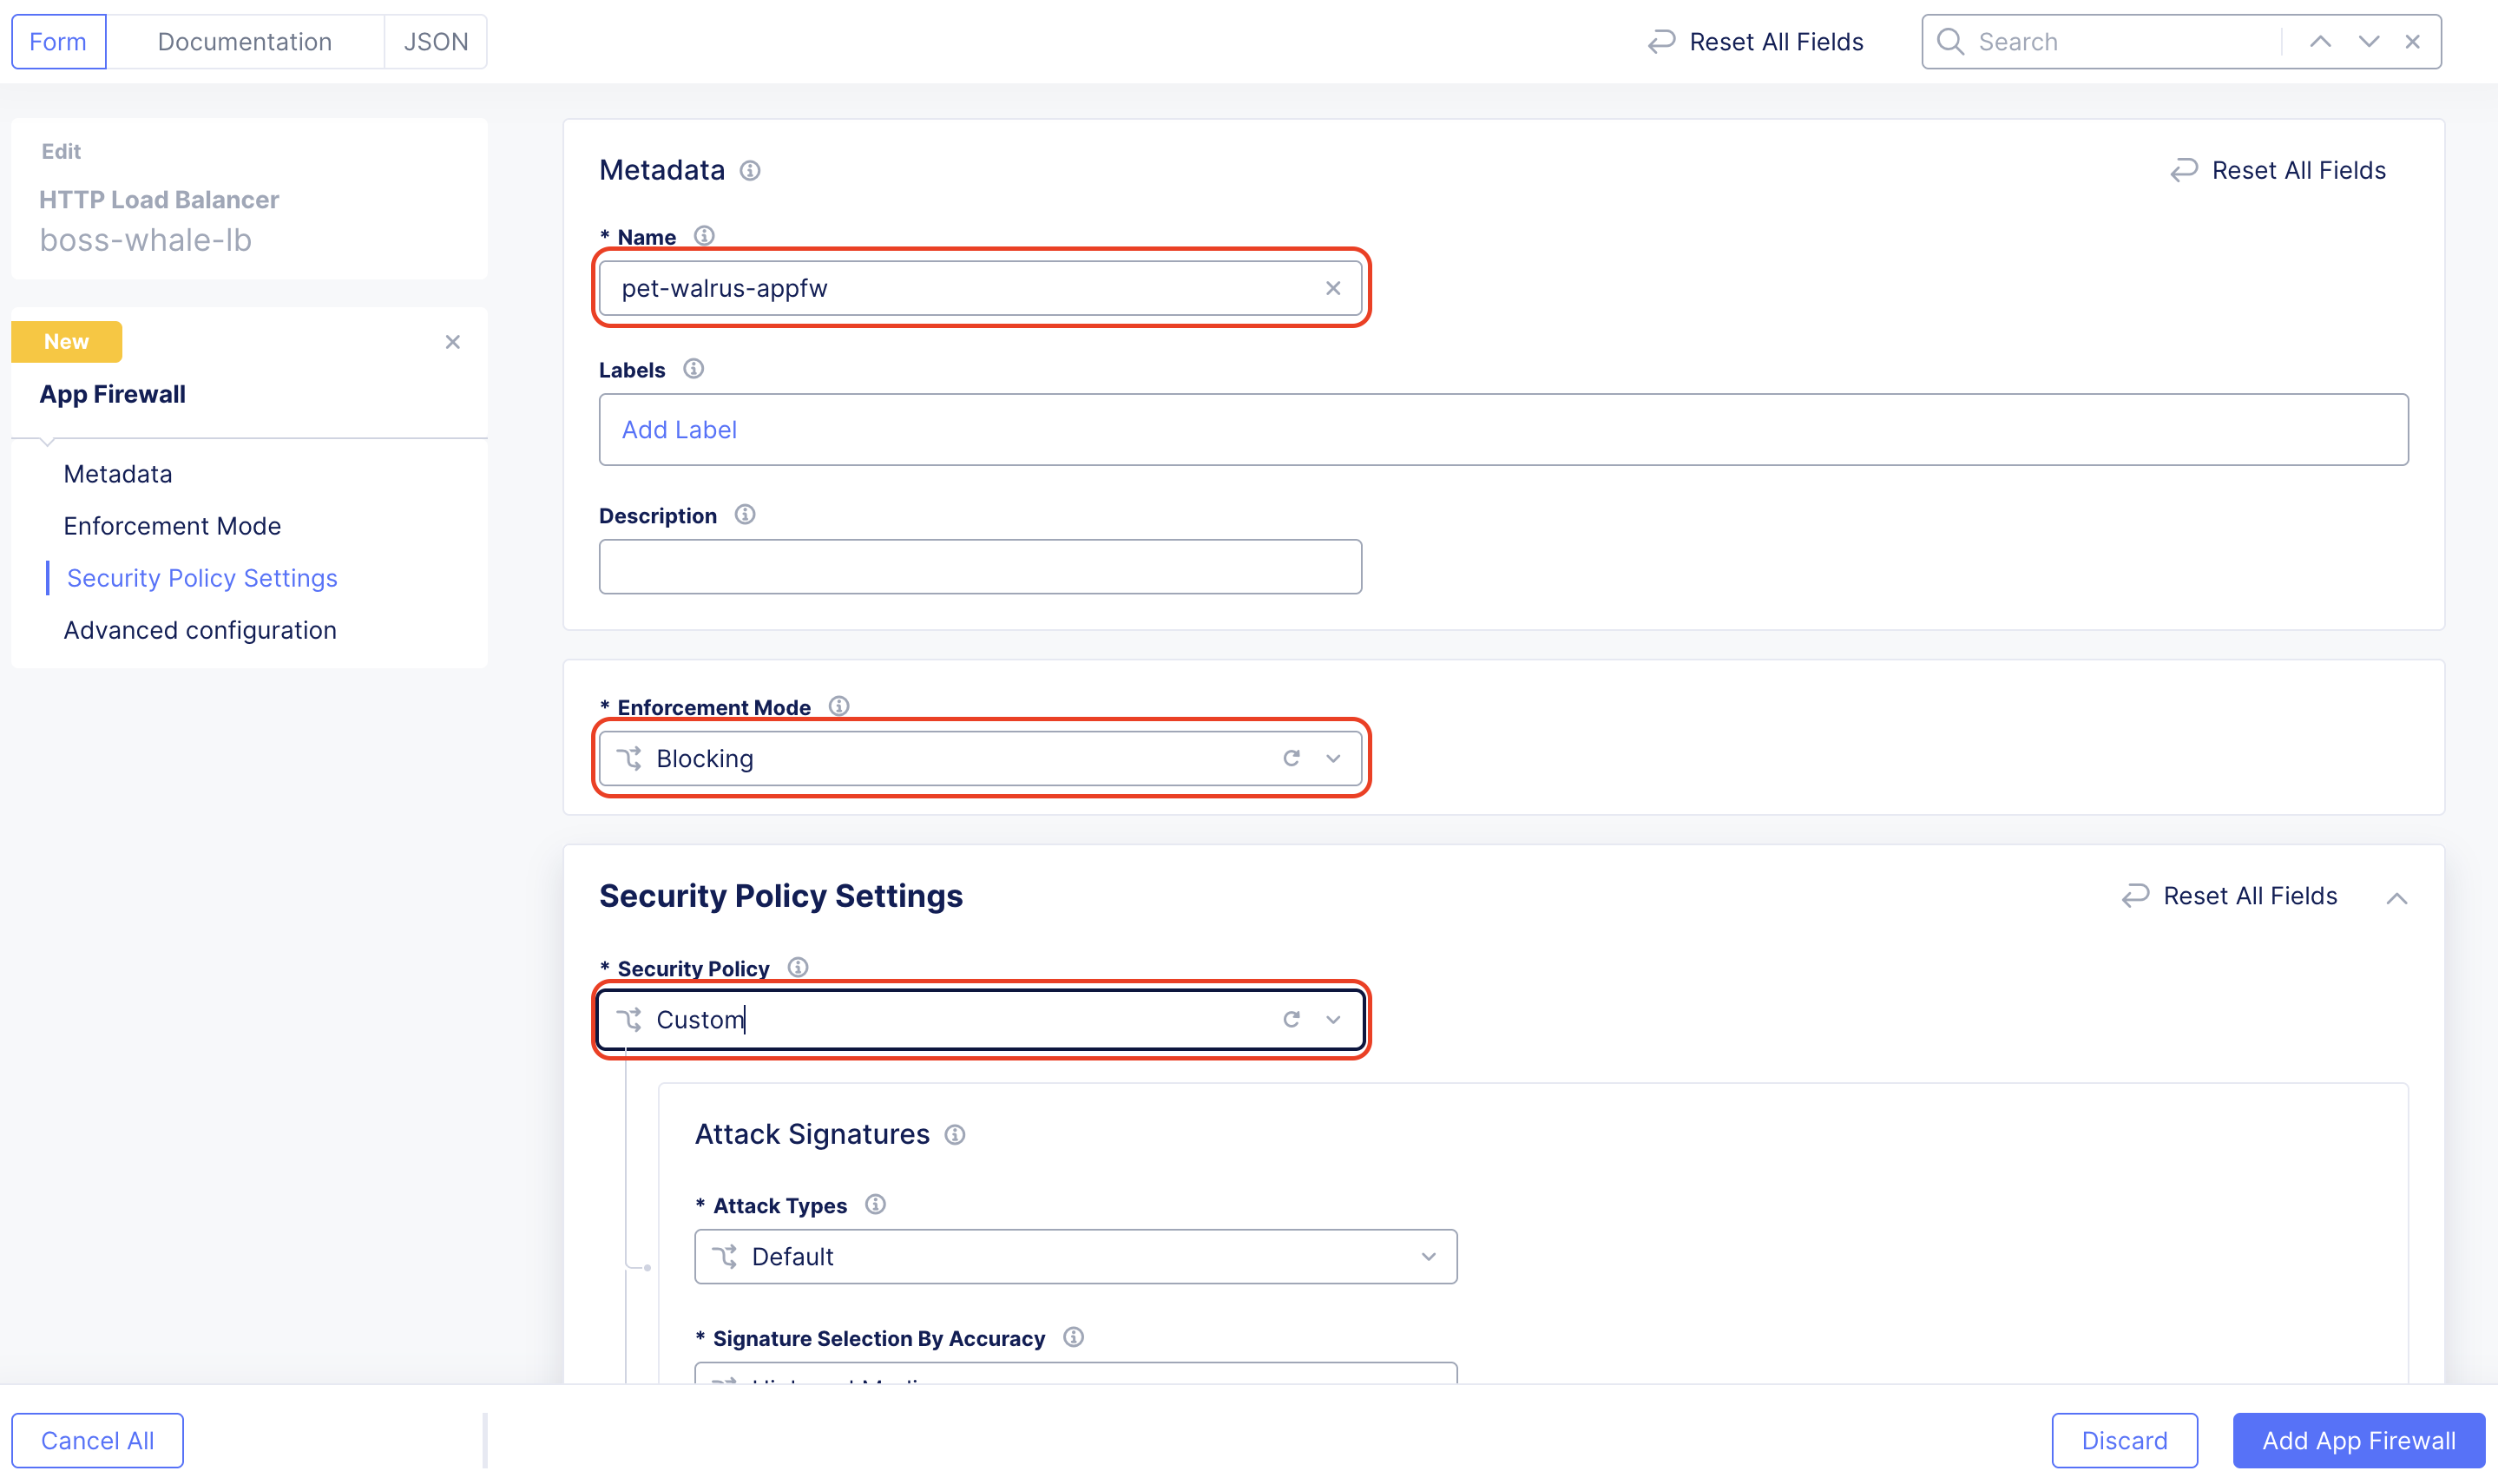 Form
Documentation
JSON
Reset All Fields
Search
Edit
HTTP Load Balancer
boss-whale-lb
New
App Firewall
Metadata
Enforcement Mode
Security Policy Settings
Advanced configuration
Metadata
Reset All Fields
* Name
pet-walrus-appfw
Labels
Add Label
Description
* Enforcement Mode
Blocking
Security Policy Settings
Reset All Fields
* Security Policy
Custom
Attack Signatures
* Attack Types
Default
* Signature Selection By Accuracy
Cancel All
Discard
Add App Firewall